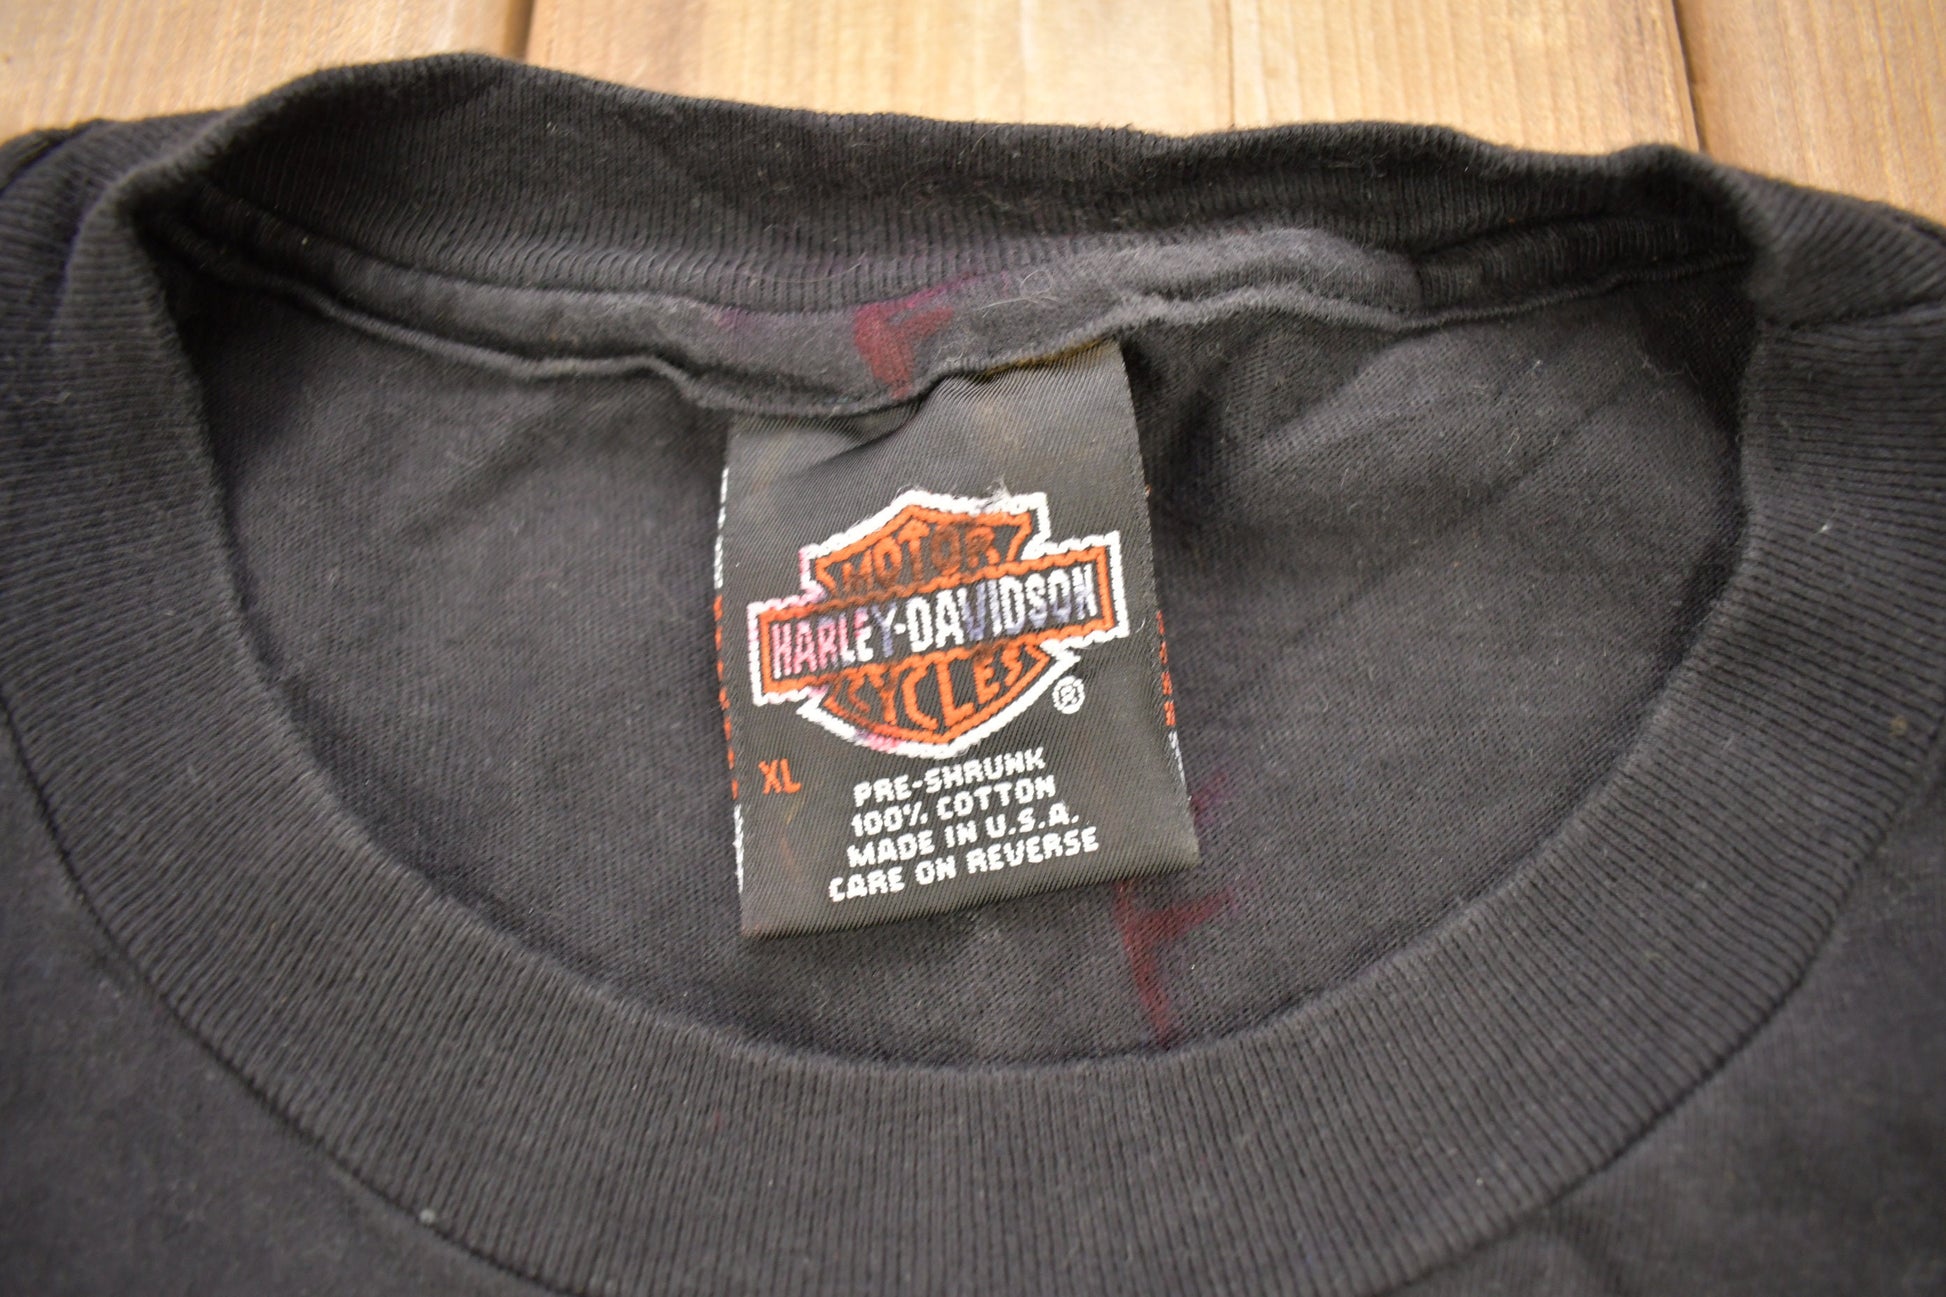 MOTOR
HARLEY-DAVIDSON
CYCLES
®
XL
PRE-SHRUNK
100% COTTON
MADE IN U.S.A.
CARE ON REVERSE